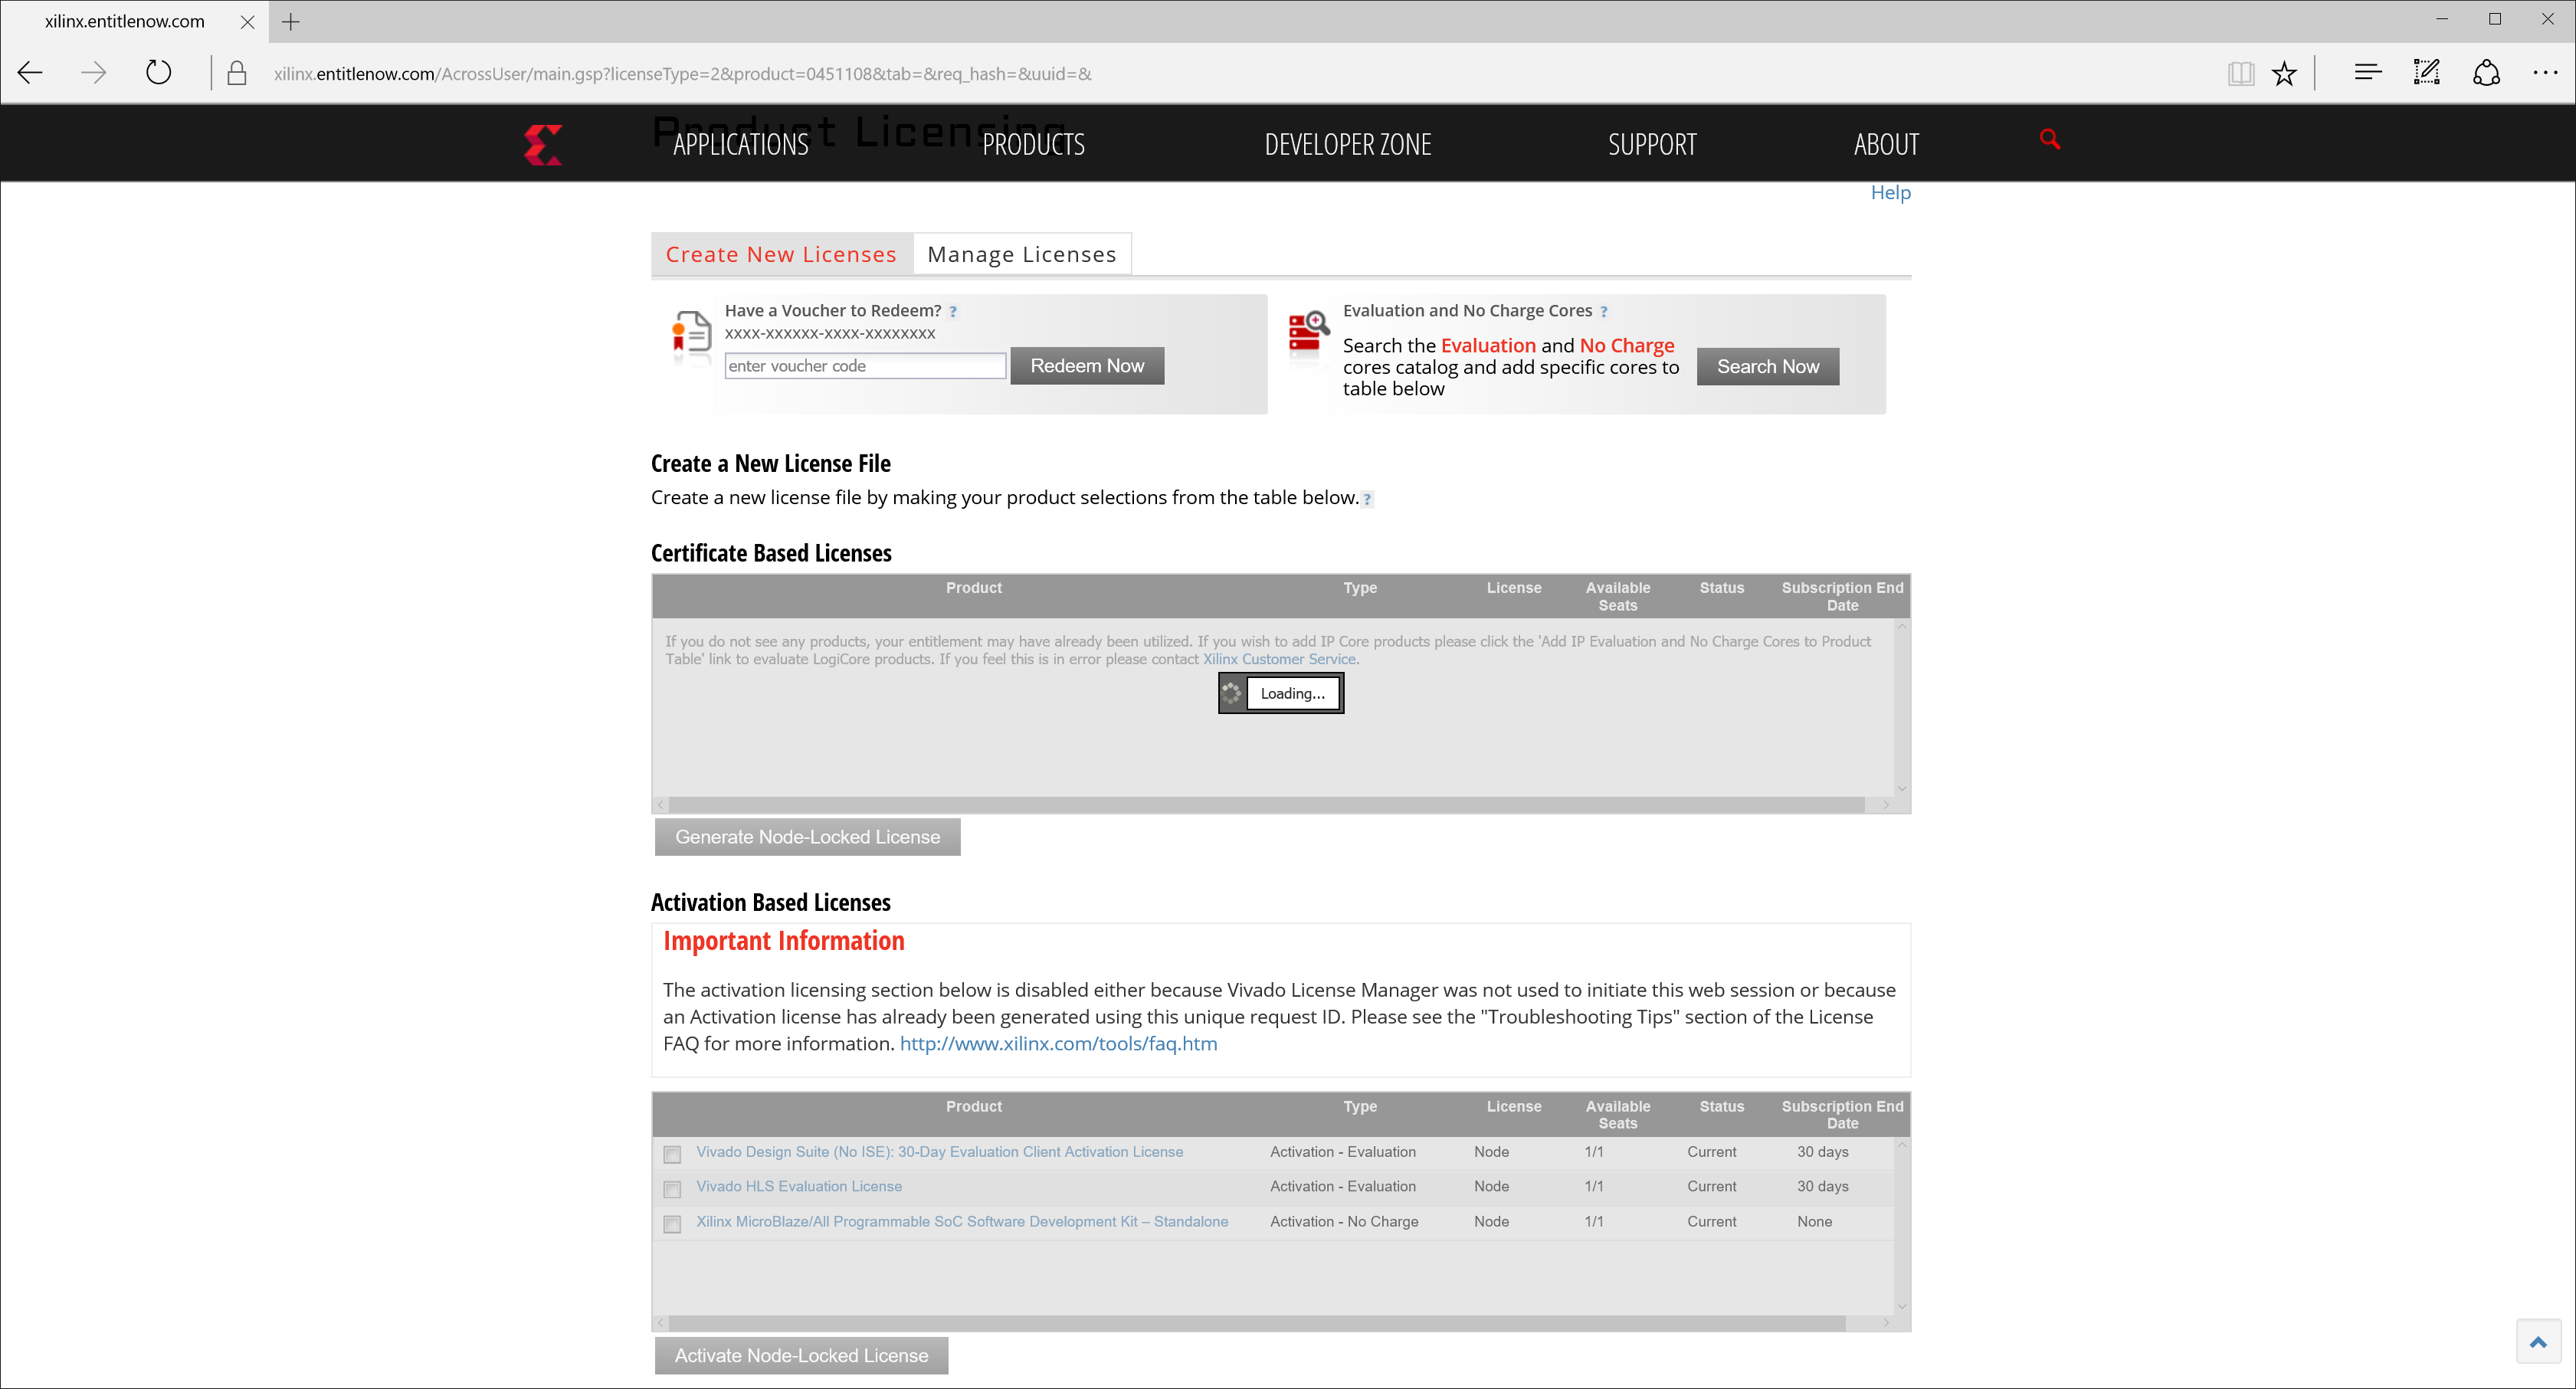 xilinx.entitlenow.com
xilinx.entitlenow.com/AcrossUser/main.gsp?licenseType=2&product=0451108&tab=&req_hash=&uuid=&
Product Licensing
APPLICATIONS PRODUCTS DEVELOPER ZONE SUPPORT ABOUT
Help
Create New Licenses Manage Licenses
Have a Voucher to Redeem? ?
xxxx-xxxxxx-xxxx-xxxxxxxx
enter voucher code Redeem Now
Evaluation and No Charge Cores ?
Search the Evaluation and No Charge
cores catalog and add specific cores to
table below
Search Now
Create a New License File
Create a new license file by making your product selections from the table below. ?
Certificate Based Licenses
Product Type License Available Seats Status Subscription End Date
If you do not see any products, your entitlement may have already been utilized. If you wish to add IP Core products please click the 'Add IP Evaluation and No Charge Cores to Product
Table' link to evaluate LogiCore products. If you feel this is in error please contact Xilinx Customer Service.
Loading...
Generate Node-Locked License
Activation Based Licenses
Important Information
The activation licensing section below is disabled either because Vivado License Manager was not used to initiate this web session or because
an Activation license has already been generated using this unique request ID. Please see the "Troubleshooting Tips" section of the License
FAQ for more information. http://www.xilinx.com/tools/faq.htm
Product Type License Available Seats Status Subscription End Date
Vivado Design Suite (No ISE): 30-Day Evaluation Client Activation License Activation - Evaluation Node 1/1 Current 30 days
Vivado HLS Evaluation License Activation - Evaluation Node 1/1 Current 30 days
Xilinx MicroBlaze/All Programmable SoC Software Development Kit – Standalone Activation - No Charge Node 1/1 Current None
Activate Node-Locked License